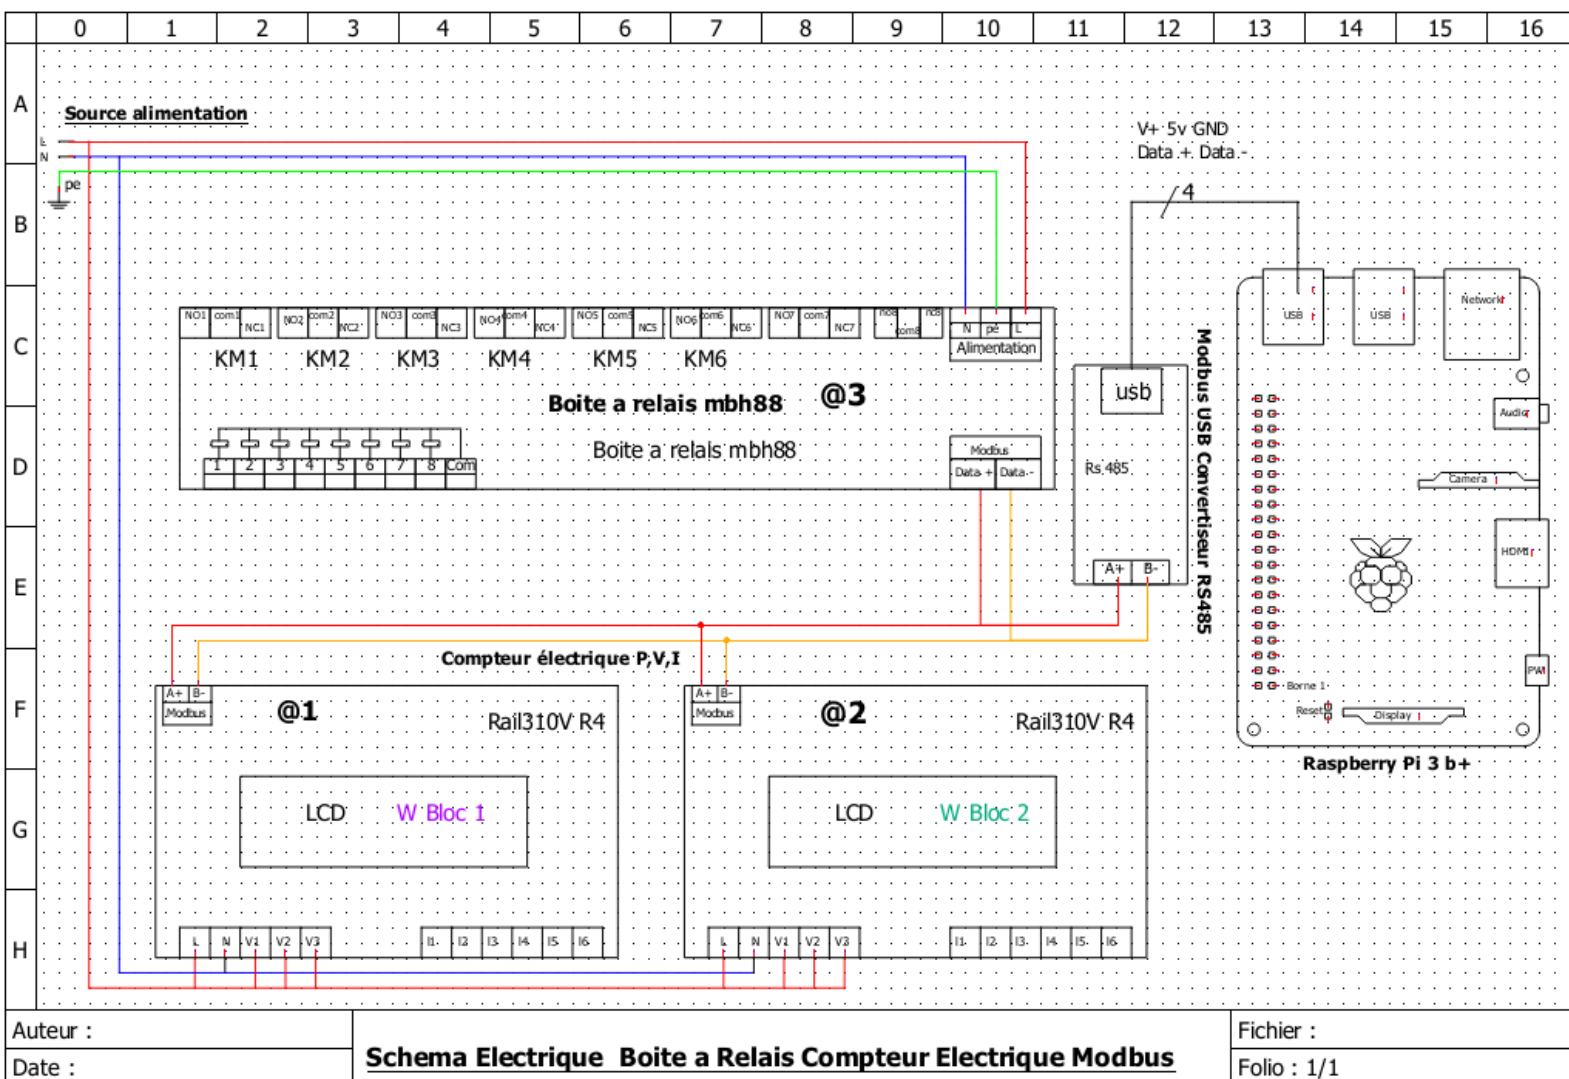 0 1 2 3 4 5 6 7 8 9 10 11 12 13 14 15 16
A
Source alimentation
L
N
pe
V+ 5v GND
Data + Data -
4
B
NO1 com1 NC1 NO2 com2 NC2 NO3 com3 NC3 NO4 com4 NC4 NO5 com5 NC5 NO6 com6 NC6 NO7 com7 NC7 no8 com8 nc8
N pe L
Alimentation
KM1 KM2 KM3 KM4 KM5 KM6
C
Boite a relais mbh88 @3
Boite a relais mbh88
D
1 2 3 4 5 6 7 8 Com
Modbus
Data + Data -
usb
Rs 485
A+ B-
Modbus USB Convertiseur RS485
USB USB Network
Audio
Camera
HDMI
PW
Borne 1
Reset
Display
Raspberry Pi 3 b+
E
Compteur électrique P,V,I
F
A+ B-
Modbus
@1
Rail310V R4
A+ B-
Modbus
@2
Rail310V R4
G
LCD W Bloc 1
LCD W Bloc 2
H
L N V1 V2 V3 I1 I2 I3 I4 I5 I6
L N V1 V2 V3 I1 I2 I3 I4 I5 I6
Auteur :
Date :
Schema Electrique Boite a Relais Compteur Electrique Modbus
Fichier :
Folio : 1/1